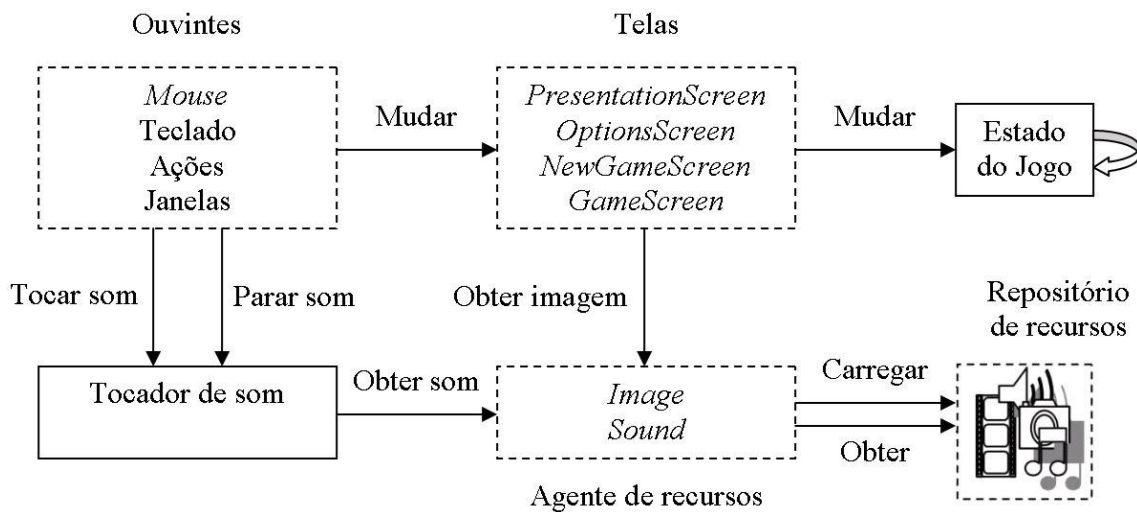 Ouvintes
Telas
Mouse
Teclado
Ações
Janelas
Mudar
PresentationScreen
OptionsScreen
NewGameScreen
GameScreen
Mudar
Estado
do Jogo
Tocar som
Parar som
Obter imagem
Repositório
de recursos
Tocador de som
Obter som
Image
Sound
Carregar
Obter
Agente de recursos